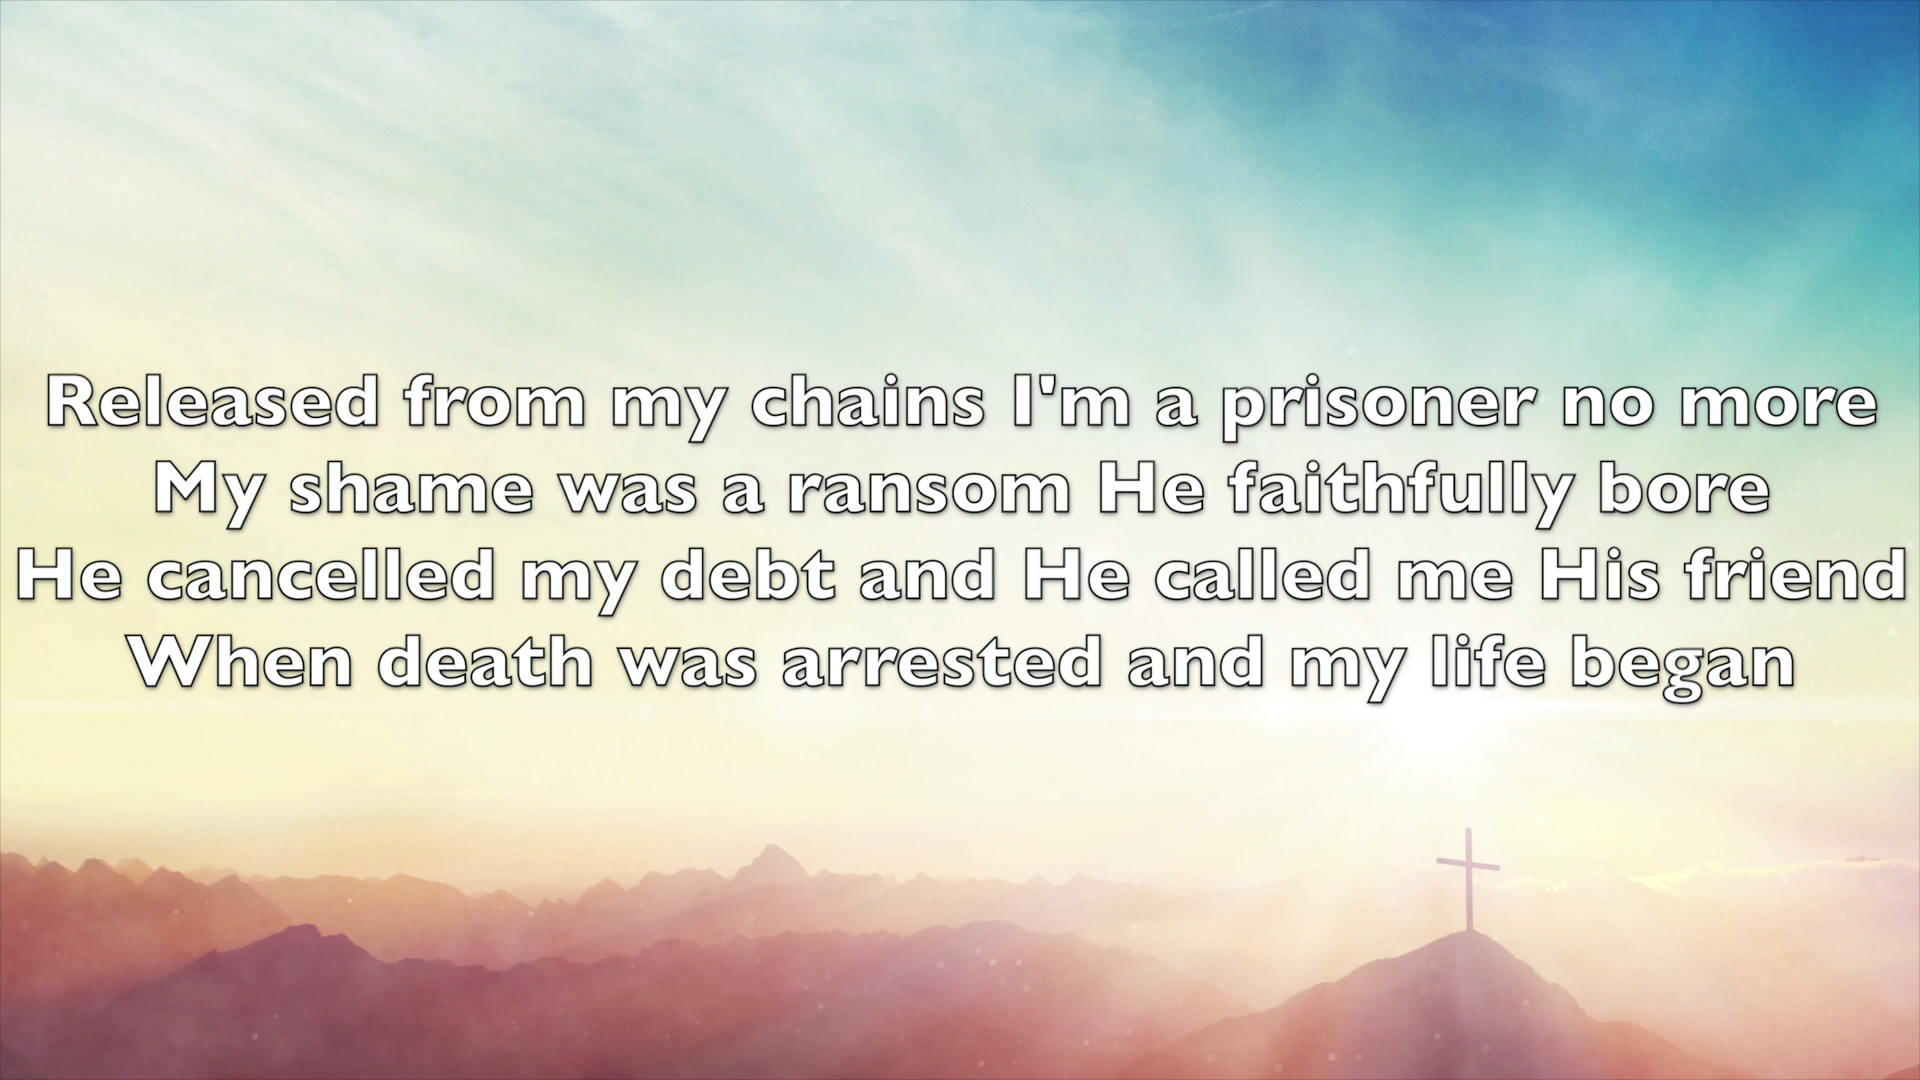 Released from my chains I'm a prisoner no more
My shame was a ransom He faithfully bore
He cancelled my debt and He called me His friend
When death was arrested and my life began